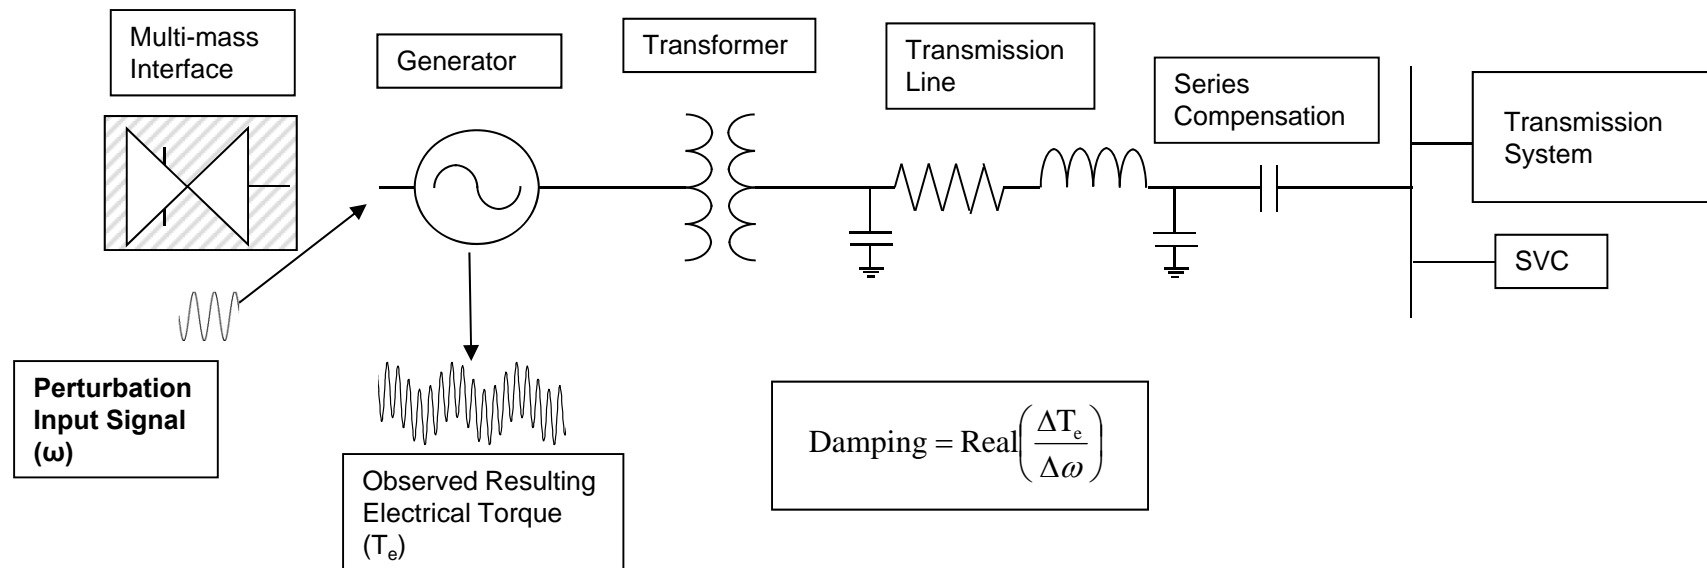 Multi-mass
Interface
Generator
Transformer
Transmission
Line
Series
Compensation
Transmission
System
SVC
Perturbation
Input Signal
(ω)
Observed Resulting
Electrical Torque
(Tₑ)
Damping = Real(ΔTₑ/Δω)